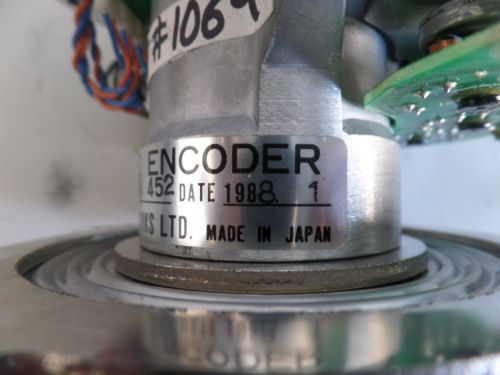 #1069
ENCODER
452 DATE 1988. 1
LTD. MADE IN JAPAN